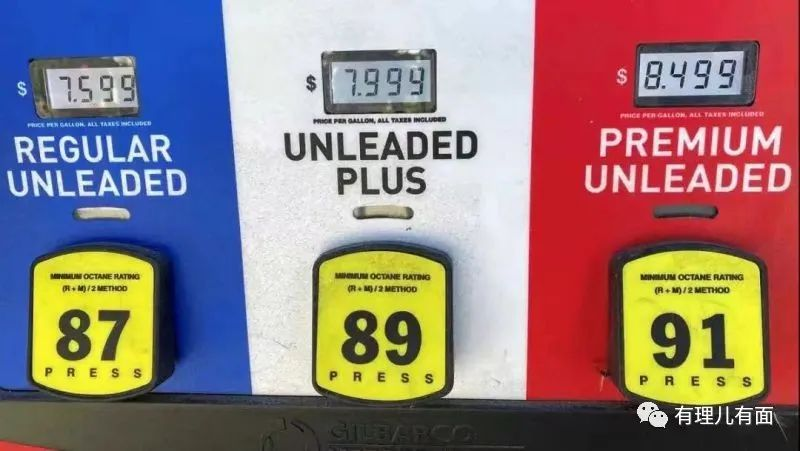 $ 7.599
PRICE PER GALLON, ALL TAXES INCLUDED
REGULAR
UNLEADED
MINIMUM OCTANE RATING
(R + M) / 2 METHOD
87
PRESS
$ 7.999
PRICE PER GALLON, ALL TAXES INCLUDED
UNLEADED
PLUS
MINIMUM OCTANE RATING
(R + M) / 2 METHOD
89
PRESS
$ 8.499
PRICE PER GALLON, ALL TAXES INCLUDED
PREMIUM
UNLEADED
MINIMUM OCTANE RATING
(R + M) / 2 METHOD
91
PRESS
GILBARCO
有理儿有面